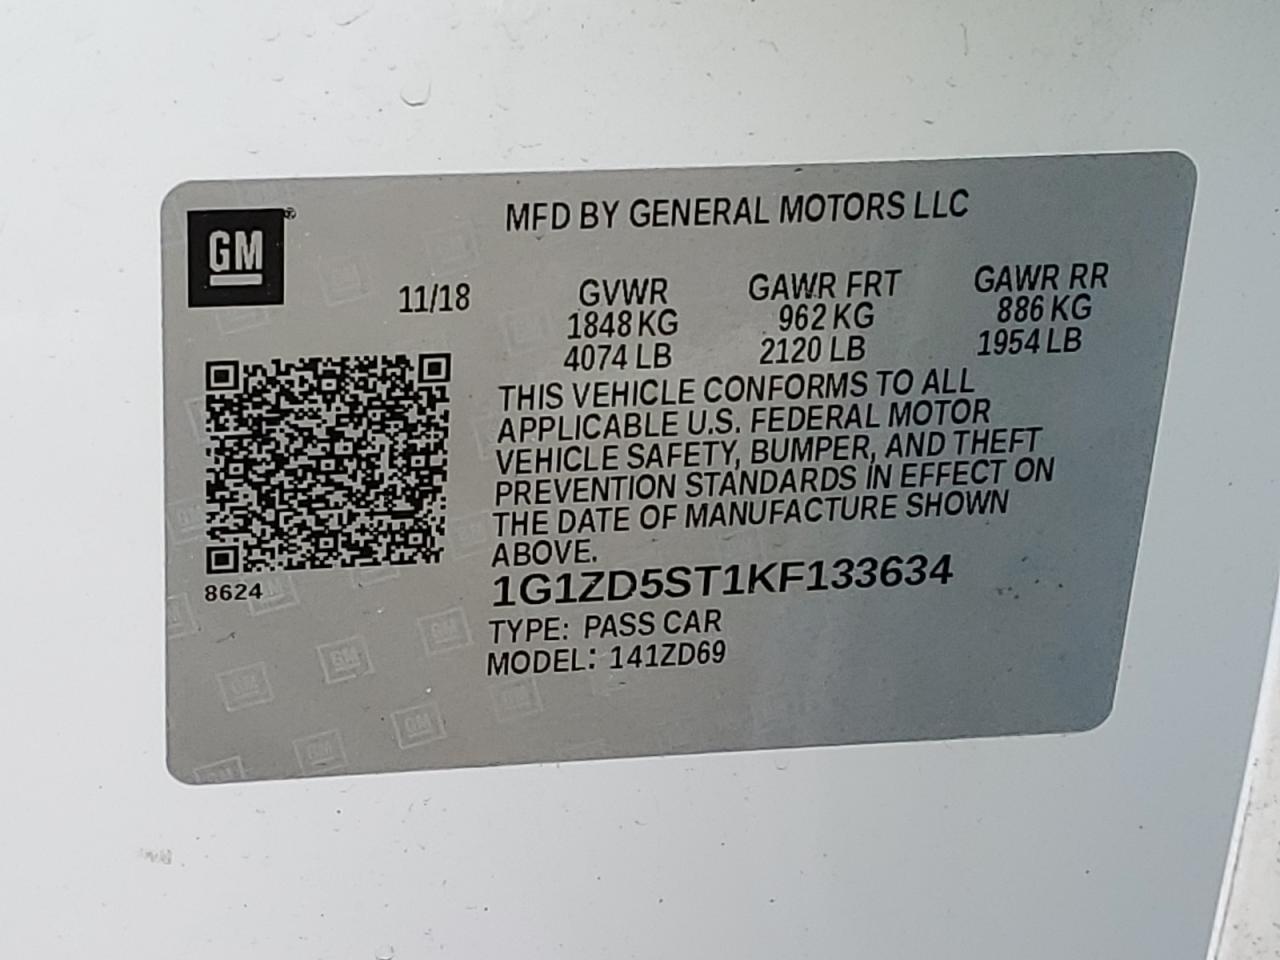 GM
MFD BY GENERAL MOTORS LLC
11/18
GVWR GAWR FRT GAWR RR
1848 KG 962 KG 886 KG
4074 LB 2120 LB 1954 LB
THIS VEHICLE CONFORMS TO ALL
APPLICABLE U.S. FEDERAL MOTOR
VEHICLE SAFETY, BUMPER, AND THEFT
PREVENTION STANDARDS IN EFFECT ON
THE DATE OF MANUFACTURE SHOWN
ABOVE.
8624
1G1ZD5ST1KF133634
TYPE: PASS CAR
MODEL: 141ZD69